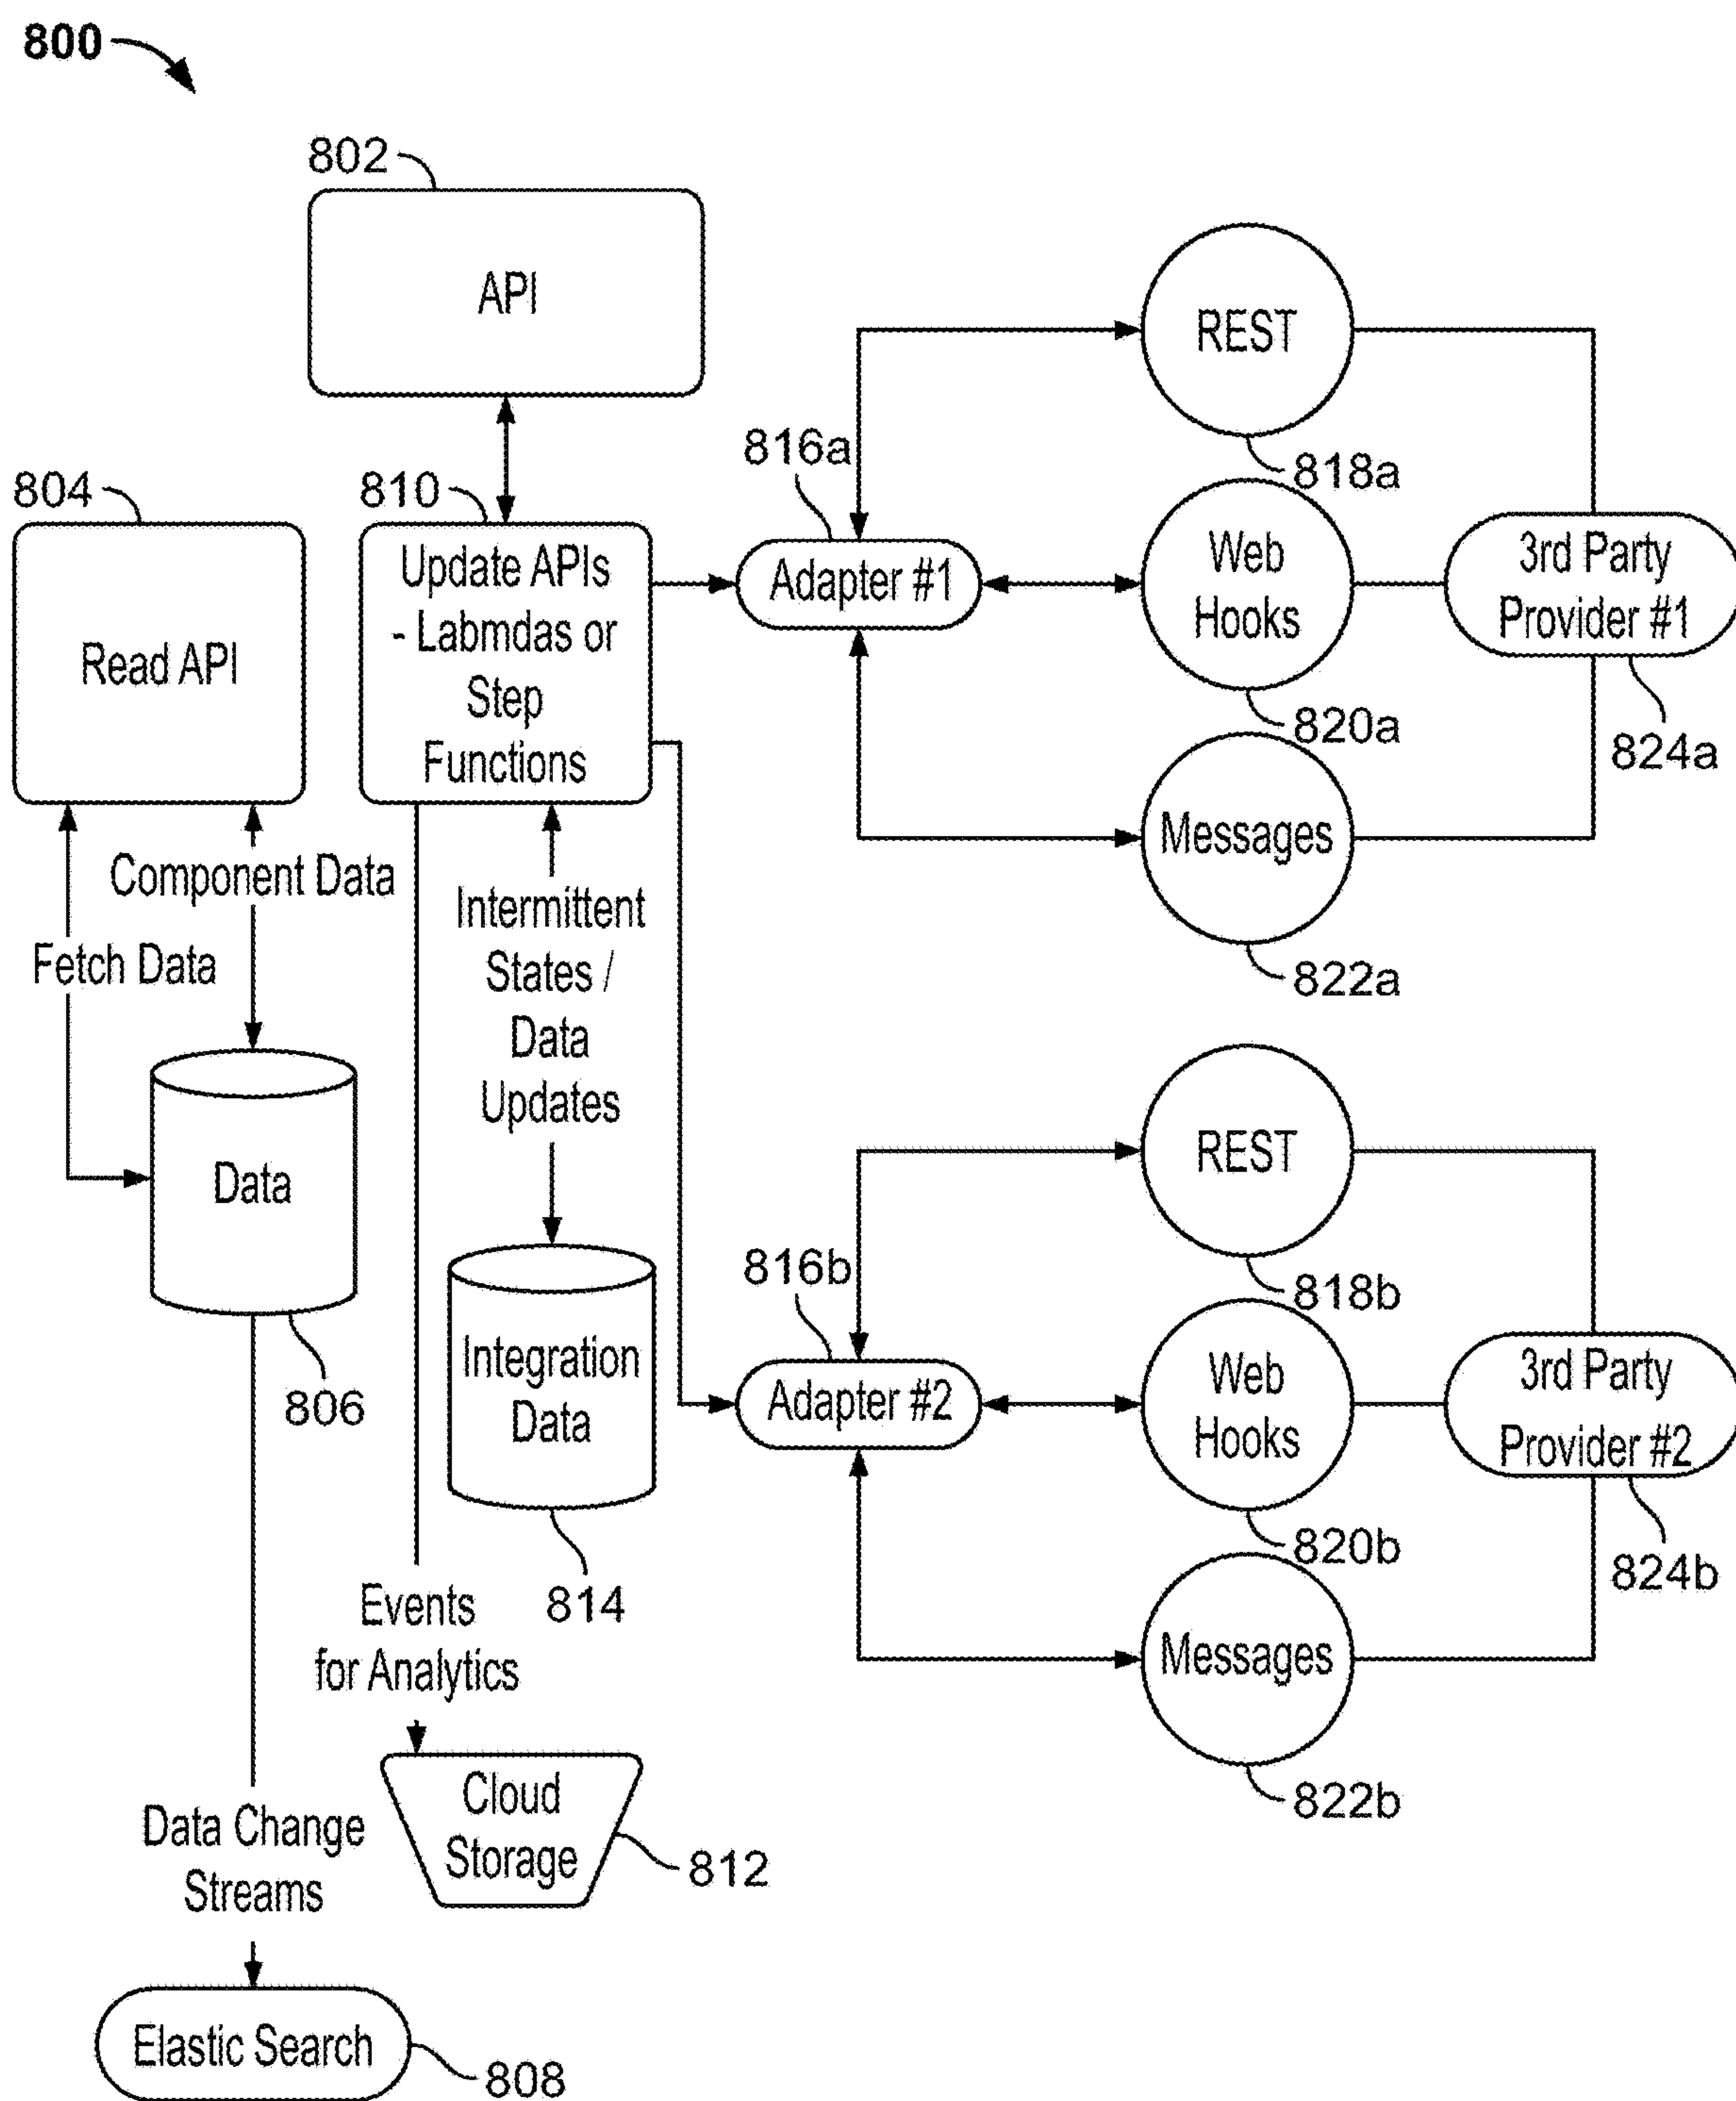 800
802
API
804
Read API
810
Update APIs
- Labmdas or
Step
Functions
816a
Adapter #1
REST
818a
Web
Hooks
820a
Messages
822a
3rd Party
Provider #1
824a
Component Data
Fetch Data
Intermittent
States /
Data
Updates
Data
806
Integration
Data
814
816b
Adapter #2
REST
818b
Web
Hooks
820b
Messages
822b
3rd Party
Provider #2
824b
Events
for Analytics
Cloud
Storage
812
Data Change
Streams
Elastic Search
808